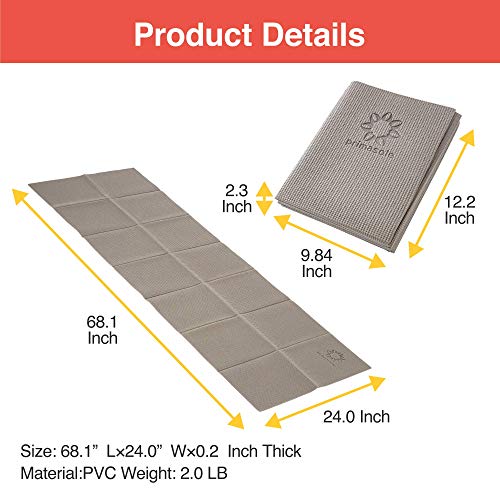 Product Details
primasole
2.3
Inch
9.84
Inch
12.2
Inch
68.1
Inch
24.0 Inch
Size: 68.1” L×24.0” W×0.2 Inch Thick
Material:PVC Weight: 2.0 LB